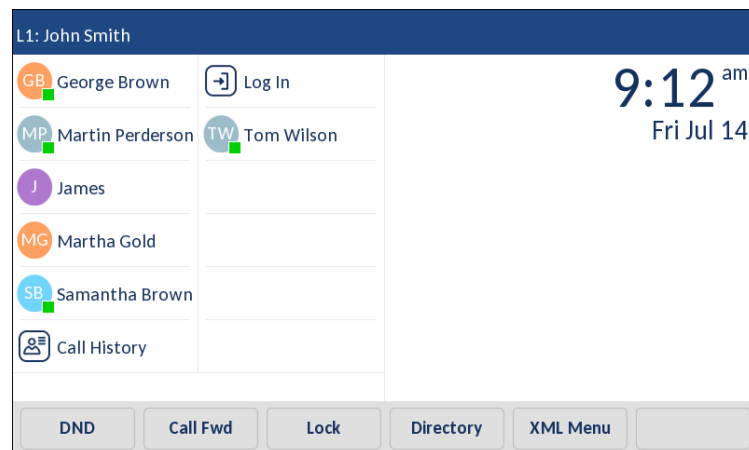 L1: John Smith
GB George Brown
Log In
9:12 am
MP Martin Perderson
TW Tom Wilson
Fri Jul 14
J James
MG Martha Gold
SB Samantha Brown
Call History
DND Call Fwd Lock Directory XML Menu